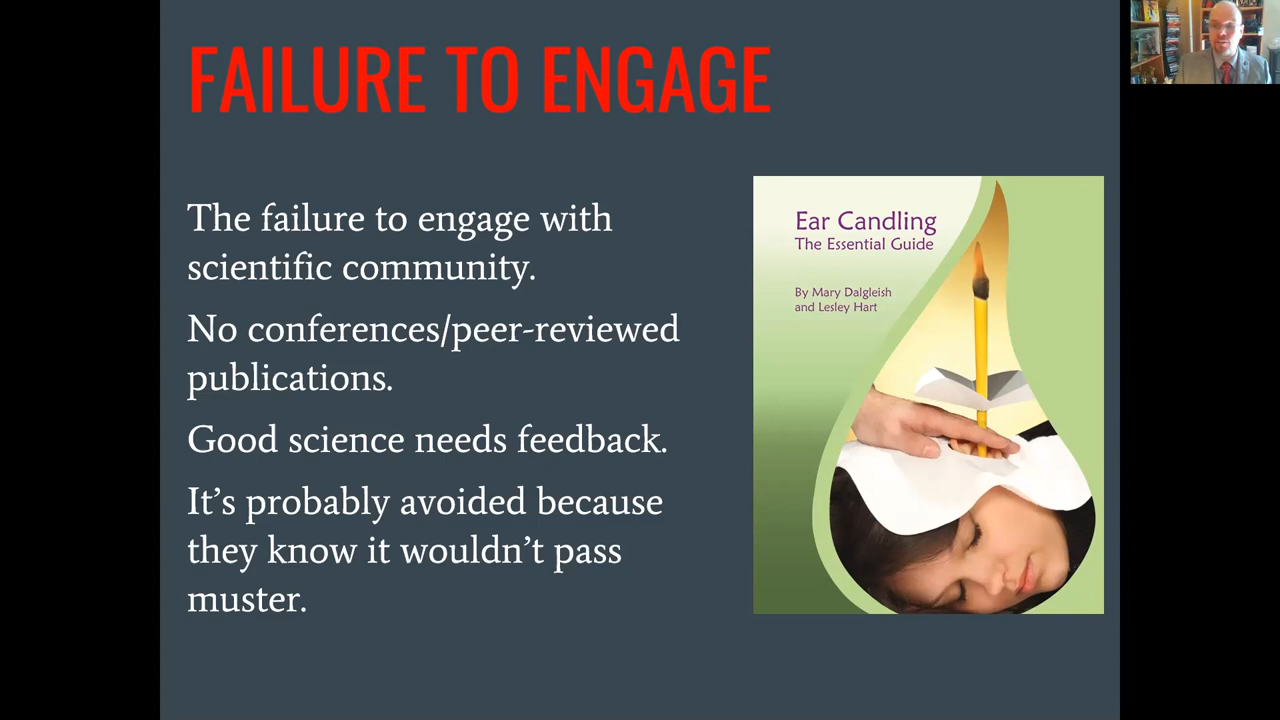 FAILURE TO ENGAGE
The failure to engage with
scientific community.
No conferences/peer-reviewed
publications.
Good science needs feedback.
It’s probably avoided because
they know it wouldn’t pass
muster.
Ear Candling
The Essential Guide
By Mary Dalgleish
and Lesley Hart